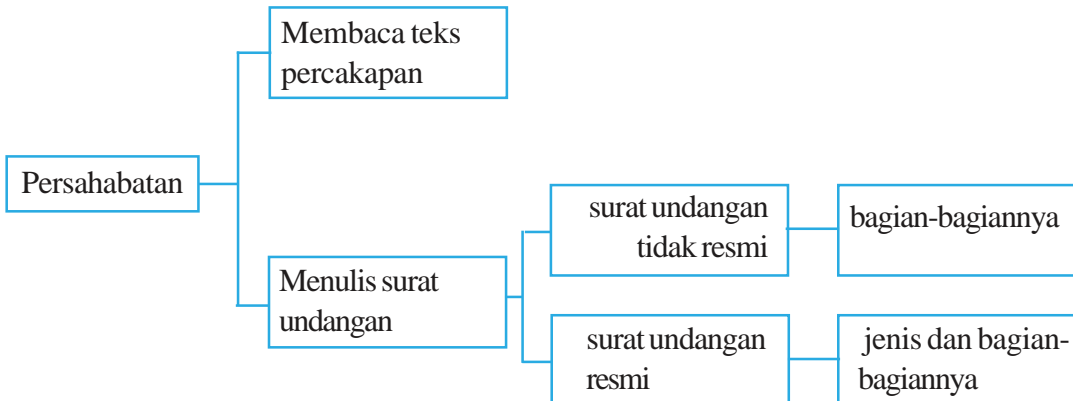 Membaca teks
percakapan
Persahabatan
Menulis surat
undangan
surat undangan
tidak resmi
bagian-bagiannya
surat undangan
resmi
jenis dan bagian-
bagiannya